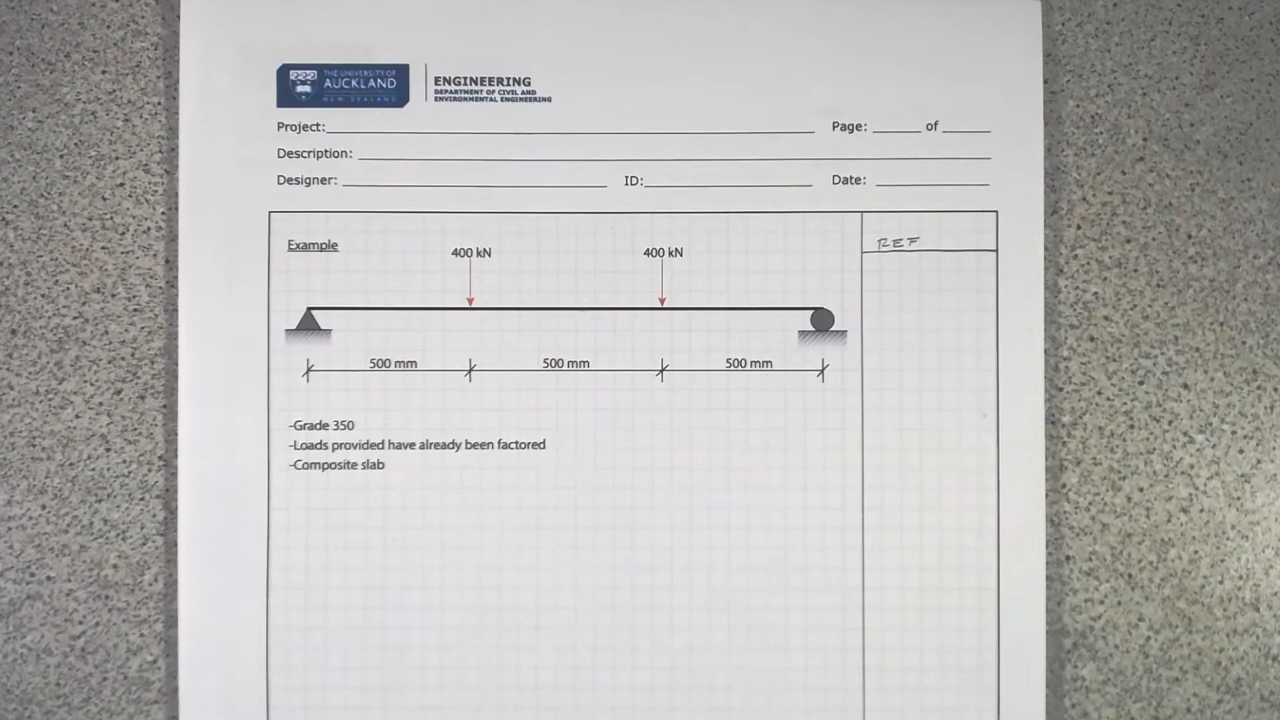 THE UNIVERSITY OF
AUCKLAND
NEW ZEALAND
ENGINEERING
DEPARTMENT OF CIVIL AND
ENVIRONMENTAL ENGINEERING
Project: Page: of
Description:
Designer: ID: Date:
Example
REF
400 kN 400 kN
500 mm 500 mm 500 mm
-Grade 350
-Loads provided have already been factored
-Composite slab